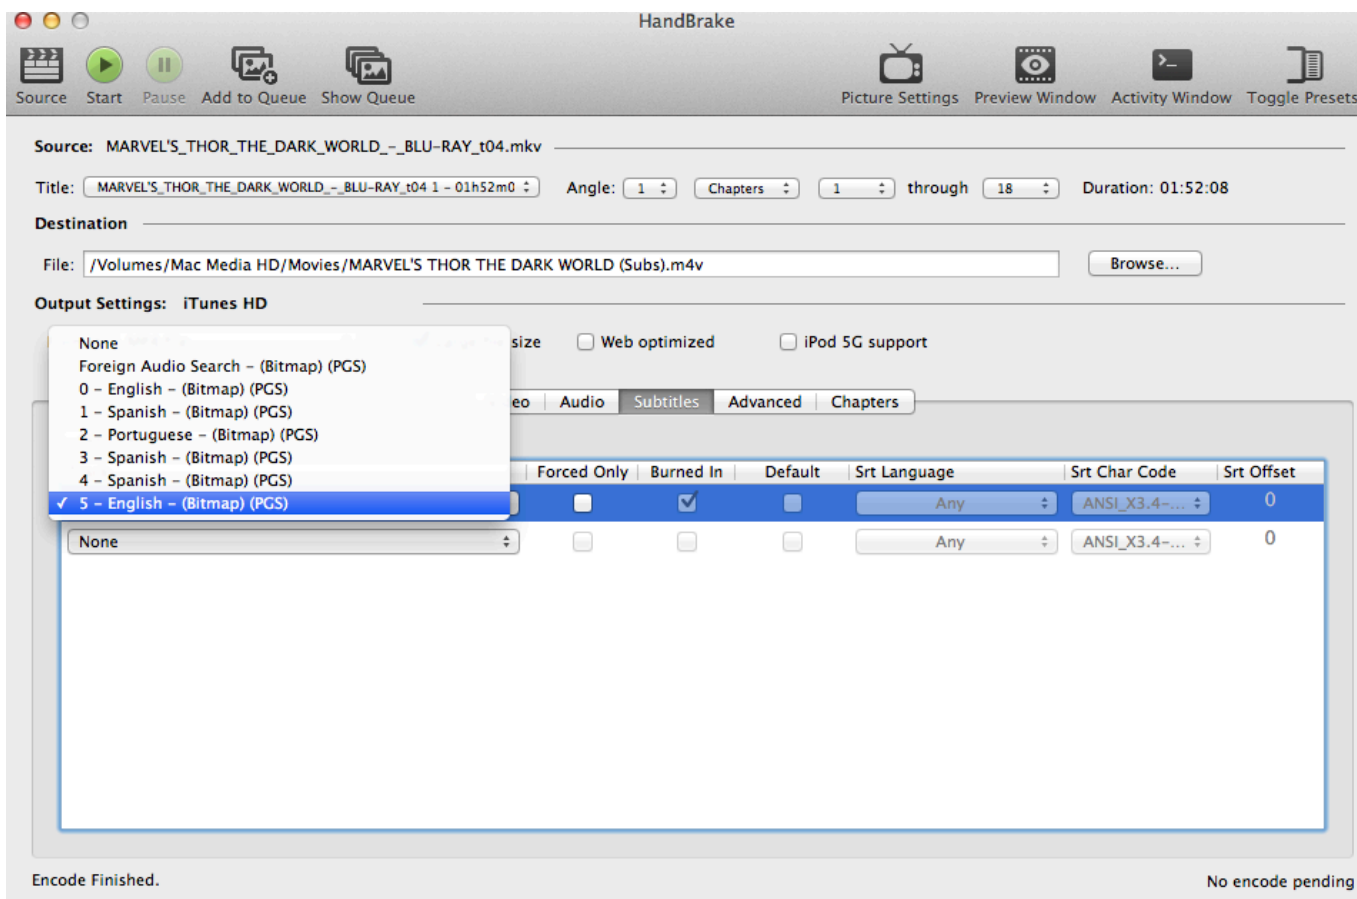 HandBrake
Source Start Pause Add to Queue Show Queue Picture Settings Preview Window Activity Window Toggle Presets
Source: MARVEL'S_THOR_THE_DARK_WORLD_-_BLU-RAY_t04.mkv
Title: MARVEL'S_THOR_THE_DARK_WORLD_-_BLU-RAY_t04 1 - 01h52m0 Angle: 1 Chapters 1 through 18 Duration: 01:52:08
Destination
File: /Volumes/Mac Media HD/Movies/MARVEL'S THOR THE DARK WORLD (Subs).m4v Browse...
Output Settings: iTunes HD
None size Web optimized iPod 5G support
Foreign Audio Search - (Bitmap) (PGS)
0 - English - (Bitmap) (PGS)
1 - Spanish - (Bitmap) (PGS) eo Audio Subtitles Advanced Chapters
2 - Portuguese - (Bitmap) (PGS)
3 - Spanish - (Bitmap) (PGS)
4 - Spanish - (Bitmap) (PGS) Forced Only Burned In Default Srt Language Srt Char Code Srt Offset
5 - English - (Bitmap) (PGS) Any ANSI_X3.4-... 0
None Any ANSI_X3.4-... 0
Encode Finished. No encode pending